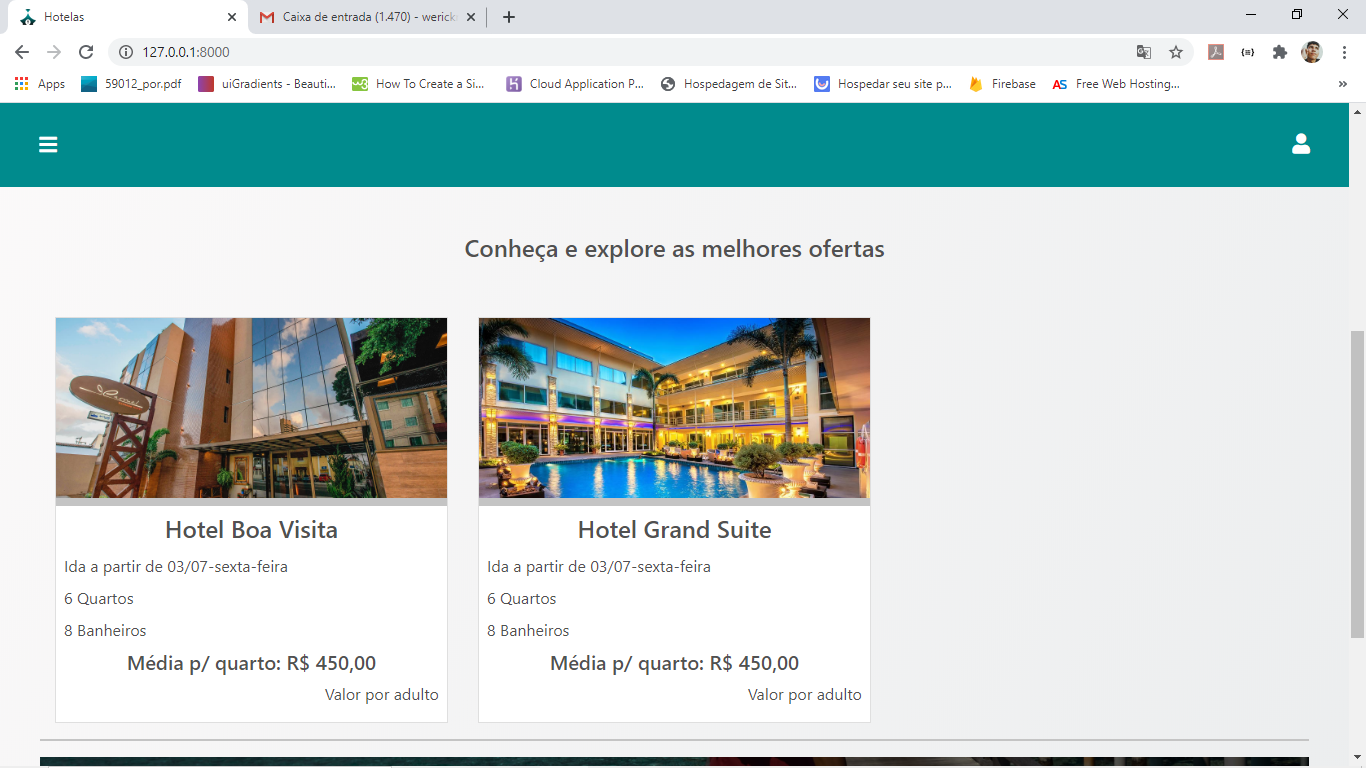 Hotelas
Caixa de entrada (1.470) - werick
127.0.0.1:8000
Apps
59012_por.pdf
uiGradients - Beauti...
How To Create a Si...
Cloud Application P...
Hospedagem de Sit...
Hospedar seu site p...
Firebase
AS
Free Web Hosting...
Conheça e explore as melhores ofertas
Hotel Boa Visita
Ida a partir de 03/07-sexta-feira
6 Quartos
8 Banheiros
Média p/ quarto: R$ 450,00
Valor por adulto
Hotel Grand Suite
Ida a partir de 03/07-sexta-feira
6 Quartos
8 Banheiros
Média p/ quarto: R$ 450,00
Valor por adulto